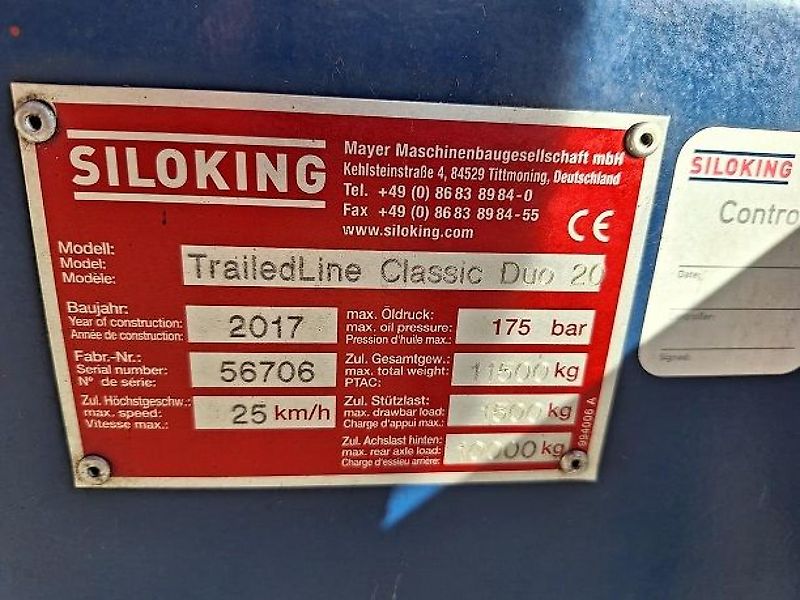 SILOKING
Mayer Maschinenbaugesellschaft mbH
Kehlsteinstraße 4, 84529 Tittmoning, Deutschland
Tel. +49 (0) 86 83 89 84-0
Fax +49 (0) 86 83 89 84-55
www.siloking.com
CE
Modell:
Model:
Modèle:
TrailedLine Classic Duo 20
Baujahr:
Year of construction:
Année de construction:
2017
max. Öldruck:
max. oil pressure:
Pression d'huile max.:
175 bar
Fabr.-Nr.:
Serial number:
N° de série:
56706
Zul. Gesamtgew.:
max. total weight:
PTAC:
11500 kg
Zul. Höchstgeschw.:
max. speed:
Vitesse max.:
25 km/h
Zul. Stützlast:
max. drawbar load:
Charge d'appui max.:
1500 kg
Zul. Achslast hinten:
max. rear axle load:
Charge d'essieu arrière:
10000 kg
994006 A
SILOKING
Contro
Date:
Signed: